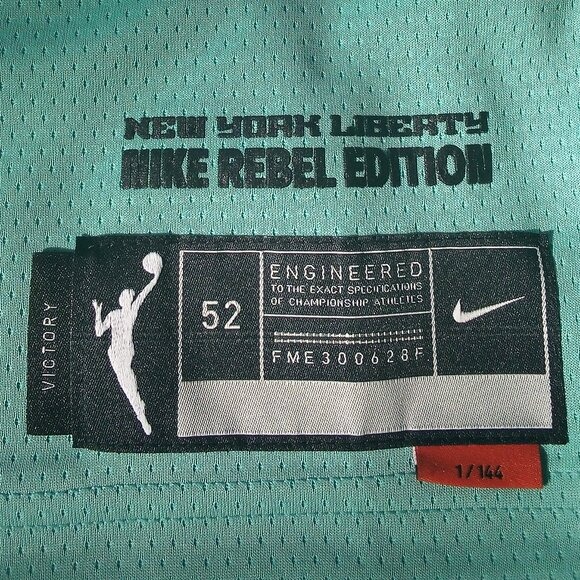 NEW YORK LIBERTY
NIKE REBEL EDITION
VICTORY
52
ENGINEERED
TO THE EXACT SPECIFICATIONS
OF CHAMPIONSHIP ATHLETES
FME300628F
1/144